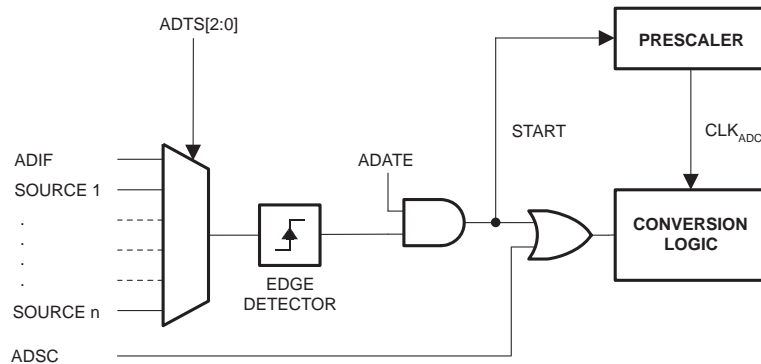 ADTS[2:0]
PRESCALER
START
CLKADC
ADIF
ADATE
SOURCE 1
.
.
.
.
CONVERSION
LOGIC
EDGE
DETECTOR
SOURCE n
ADSC